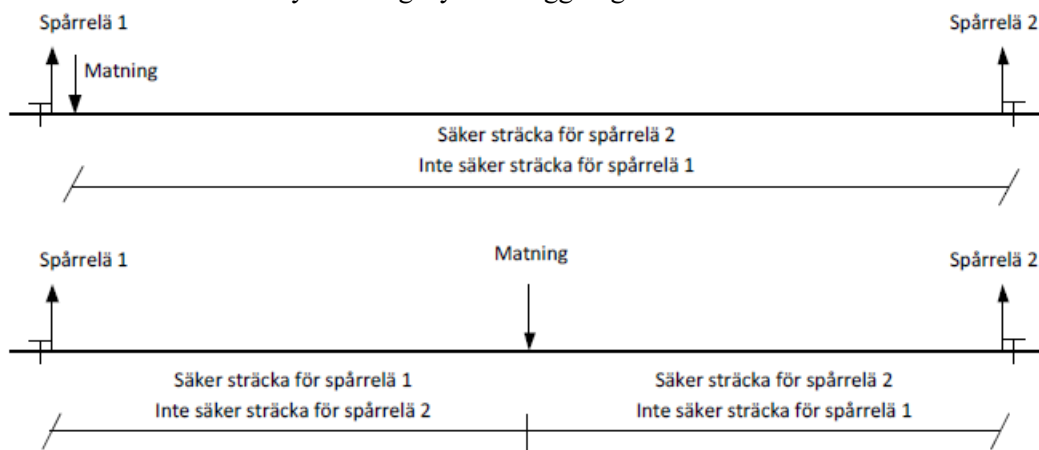 Spårrelä 1
Spårrelä 2
Matning
Säker sträcka för spårrelä 2
Inte säker sträcka för spårrelä 1
Spårrelä 1
Matning
Spårrelä 2
Säker sträcka för spårrelä 1
Säker sträcka för spårrelä 2
Inte säker sträcka för spårrelä 2
Inte säker sträcka för spårrelä 1